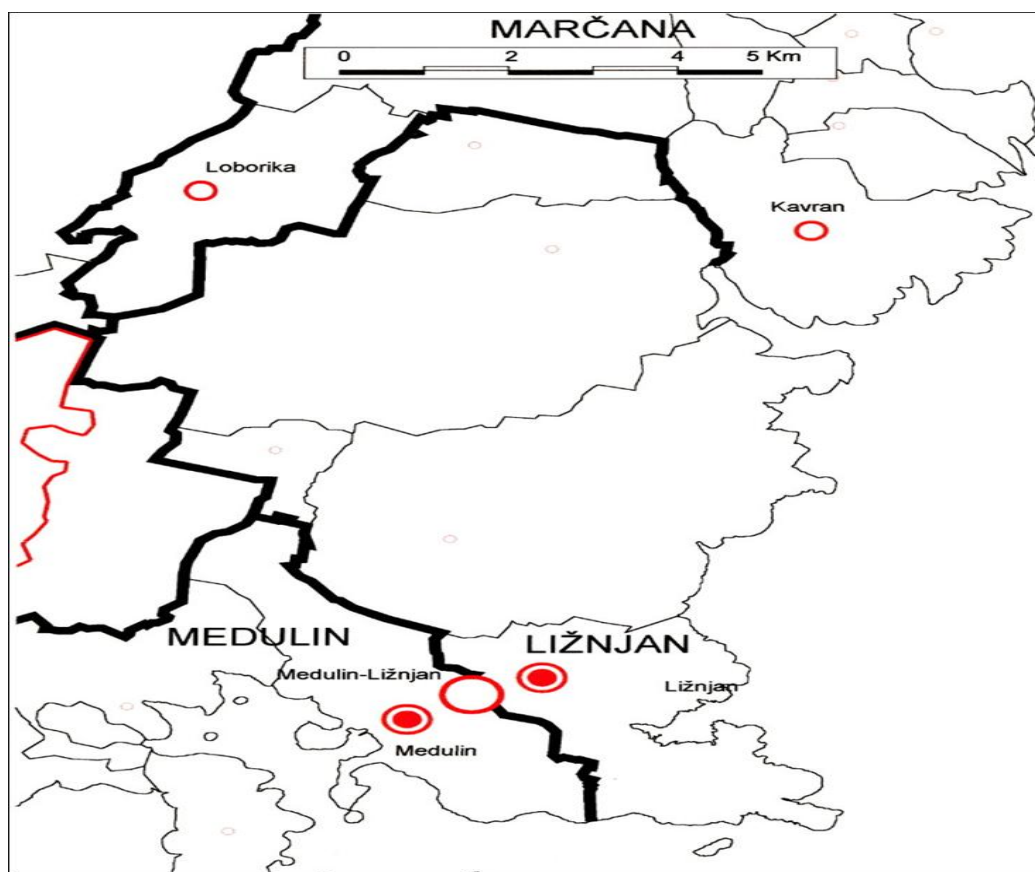 MARČANA
0 2 4 5 Km
Loborika
Kavran
MEDULIN
LIŽNJAN
Medulin-Ližnjan
Ližnjan
Medulin